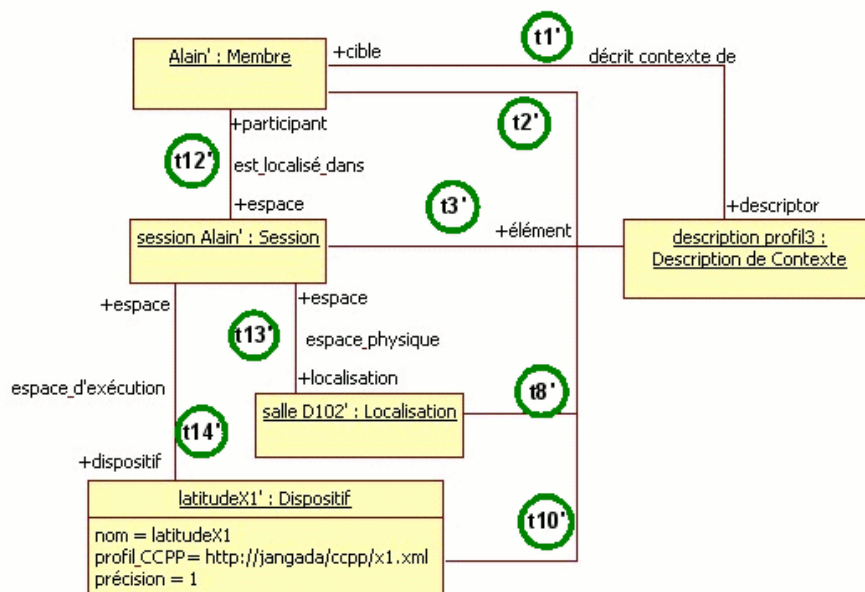 t1'
Alain' : Membre
+cible
décrit contexte de
t2'
+participant
t12'
est_localisé_dans
+espace
t3'
+descriptor
session Alain' : Session
+élément
description profil3 :
Description de Contexte
+espace
+espace
t13'
espace_physique
espace_d'exécution
+localisation
t8'
salle D102' : Localisation
t14'
+dispositif
latitudeX1' : Dispositif
t10'
nom = latitudeX1
profil_CCPP= http://jangada/ccpp/x1.xml
précision = 1